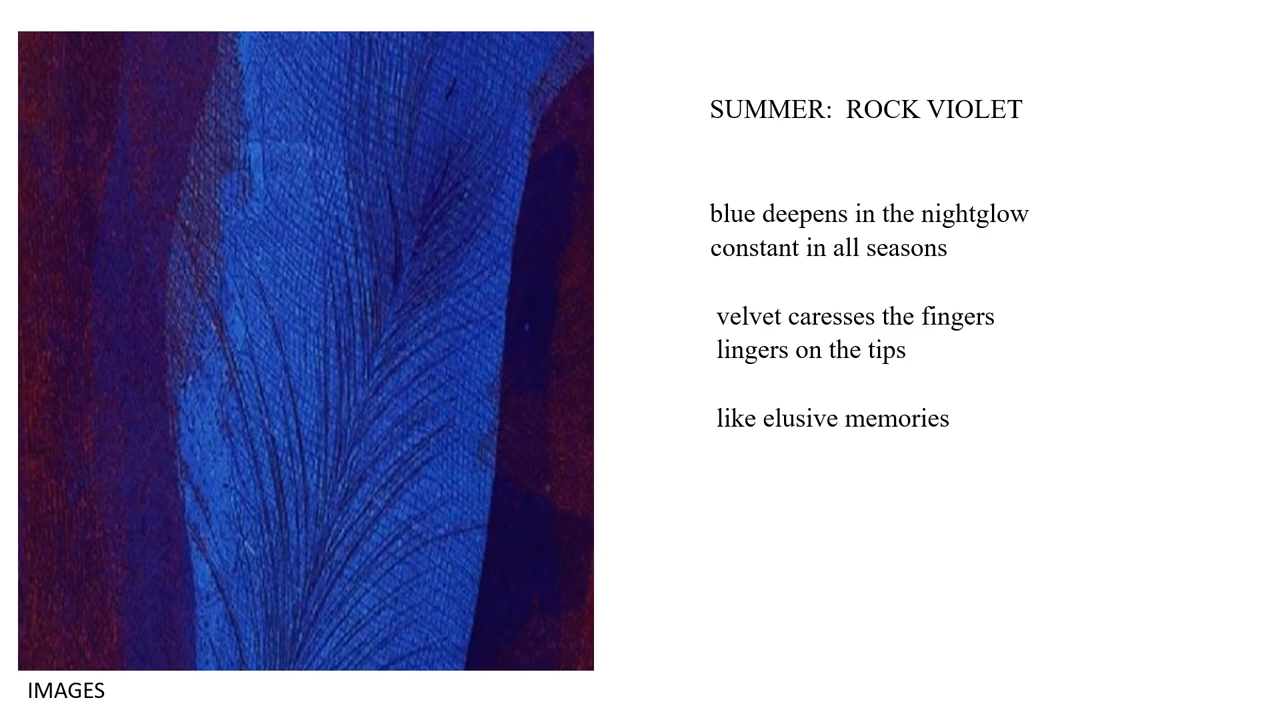 SUMMER:  ROCK VIOLET
blue deepens in the nightglow
constant in all seasons
velvet caresses the fingers
lingers on the tips
like elusive memories
IMAGES